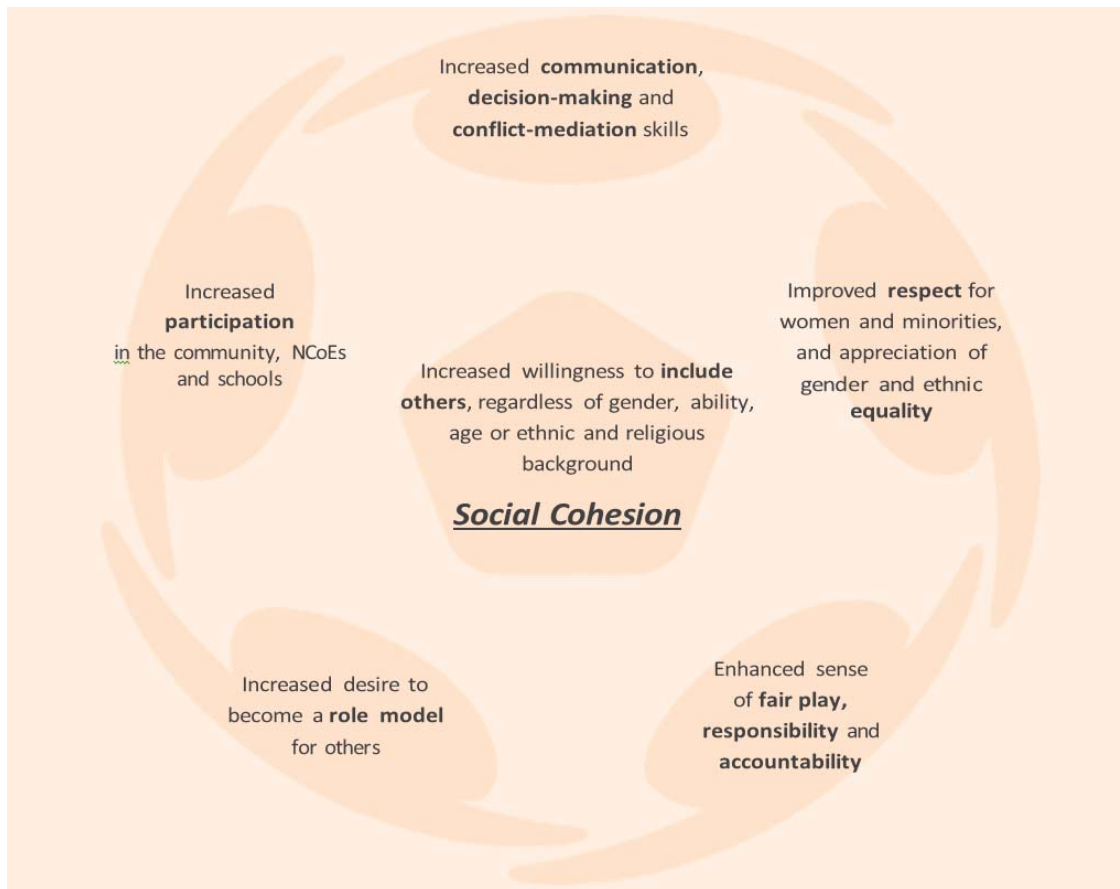 Increased communication,
decision-making and
conflict-mediation skills
Increased
participation
in the community, NCoEs
and schools
Improved respect for
women and minorities,
and appreciation of
gender and ethnic
equality
Increased willingness to include
others, regardless of gender, ability,
age or ethnic and religious
background
Social Cohesion
Increased desire to
become a role model
for others
Enhanced sense
of fair play,
responsibility and
accountability